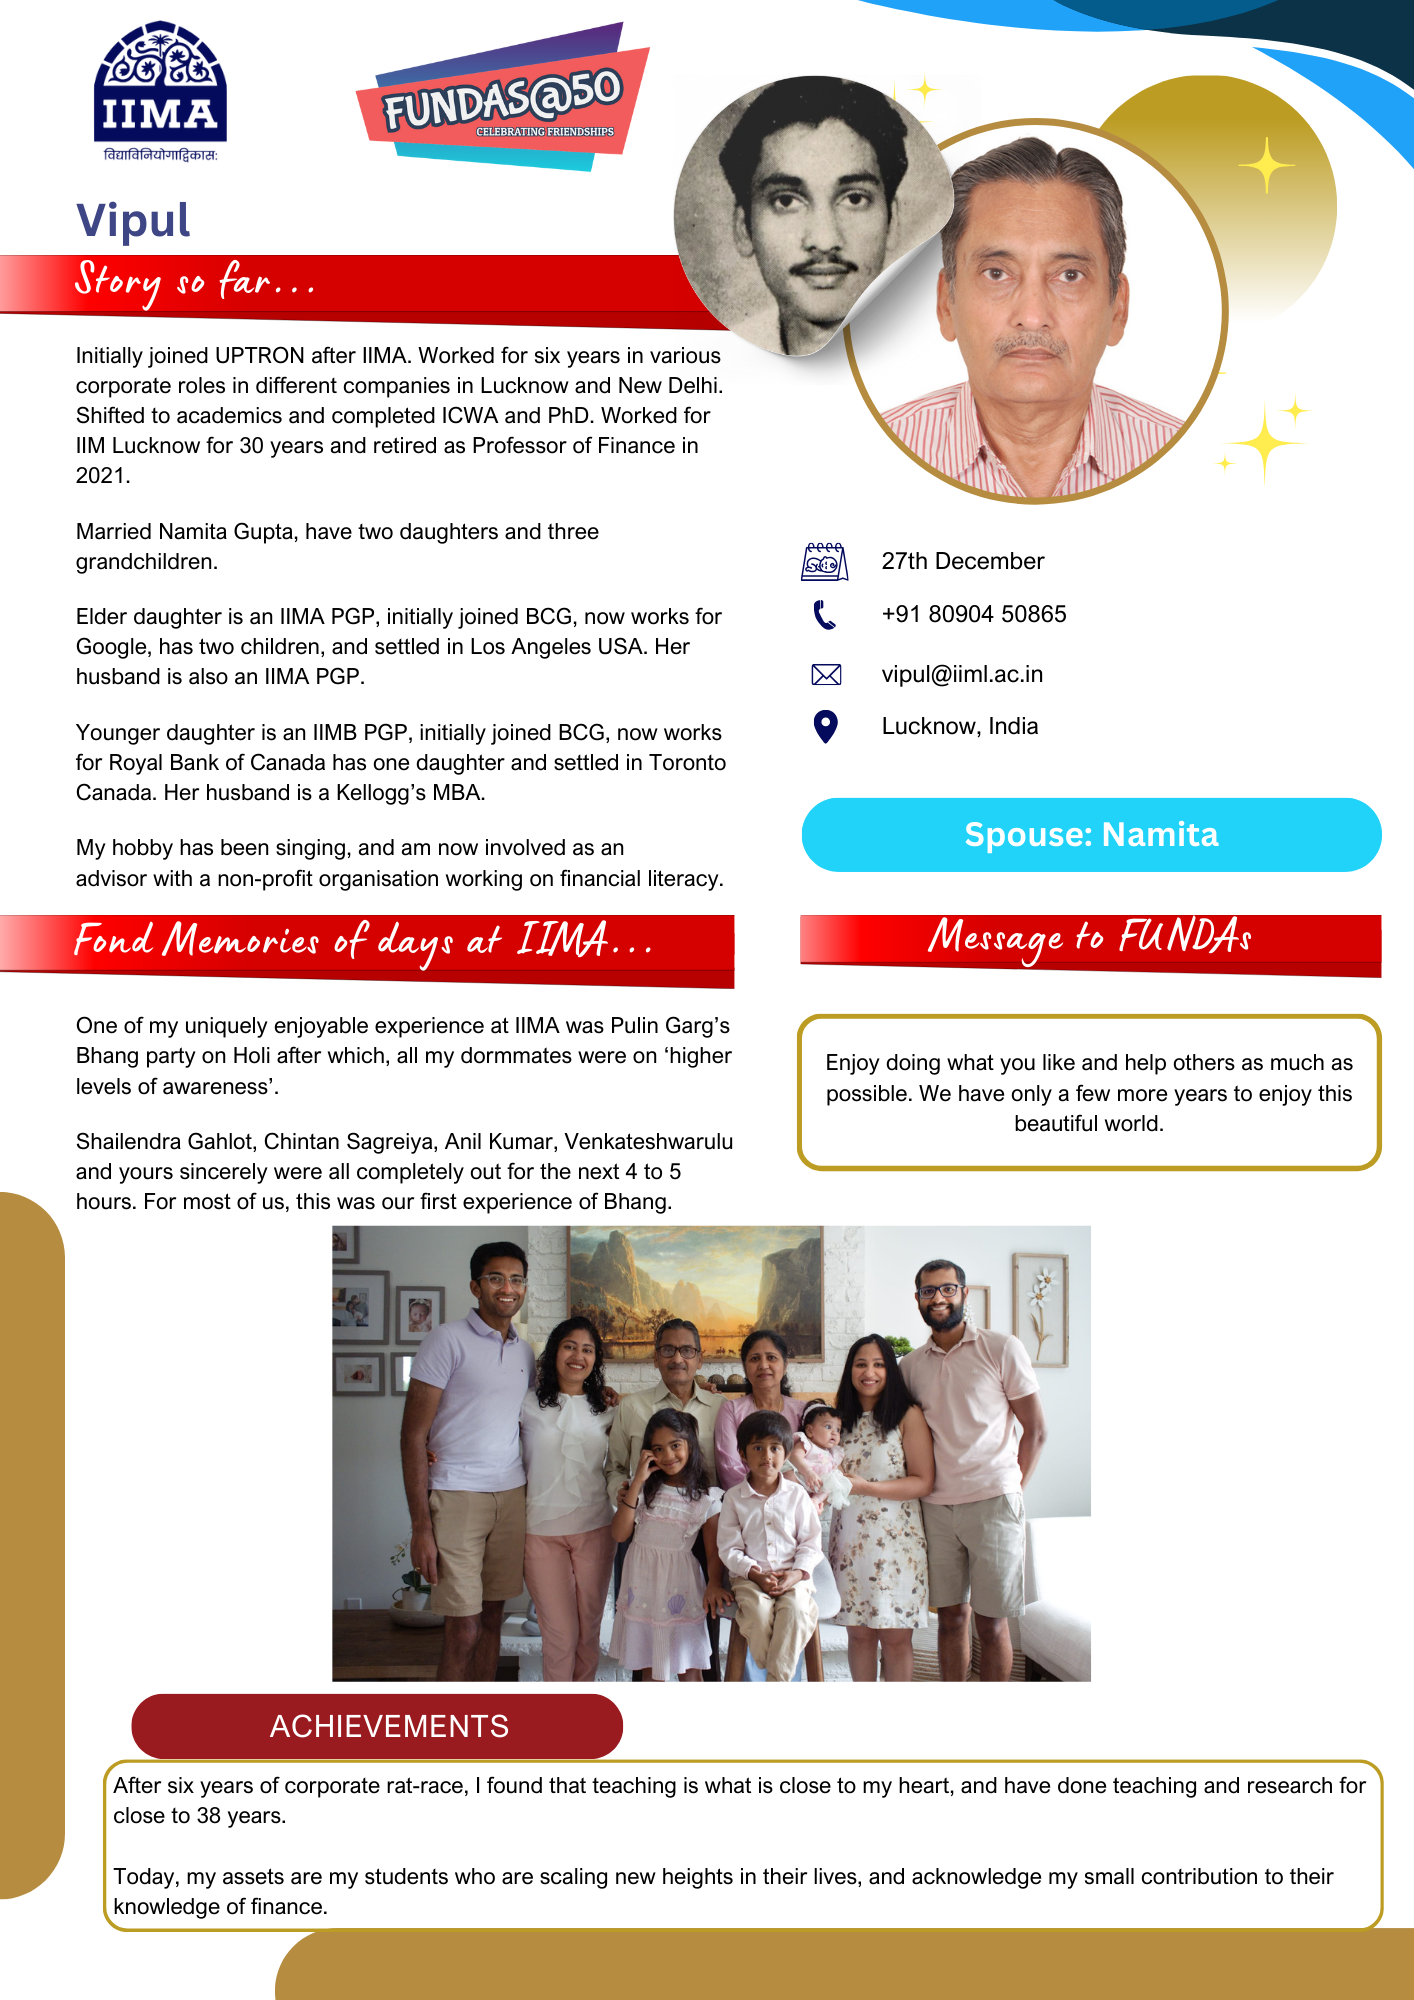 IIMA
विद्याविनियोगाद्विकासः
FUNDAS@50
CELEBRATING FRIENDSHIPS
Vipul
Story so far...
Initially joined UPTRON after IIMA. Worked for six years in various
corporate roles in different companies in Lucknow and New Delhi.
Shifted to academics and completed ICWA and PhD. Worked for
IIM Lucknow for 30 years and retired as Professor of Finance in
2021.
Married Namita Gupta, have two daughters and three
grandchildren.
Elder daughter is an IIMA PGP, initially joined BCG, now works for
Google, has two children, and settled in Los Angeles USA. Her
husband is also an IIMA PGP.
Younger daughter is an IIMB PGP, initially joined BCG, now works
for Royal Bank of Canada has one daughter and settled in Toronto
Canada. Her husband is a Kellogg’s MBA.
My hobby has been singing, and am now involved as an
advisor with a non-profit organisation working on financial literacy.
27th December
+91 80904 50865
vipul@iiml.ac.in
Lucknow, India
Spouse: Namita
Fond Memories of days at IIMA...
One of my uniquely enjoyable experience at IIMA was Pulin Garg’s
Bhang party on Holi after which, all my dormmates were on ‘higher
levels of awareness’.
Shailendra Gahlot, Chintan Sagreiya, Anil Kumar, Venkateshwarulu
and yours sincerely were all completely out for the next 4 to 5
hours. For most of us, this was our first experience of Bhang.
Message to FUNDAs
Enjoy doing what you like and help others as much as
possible. We have only a few more years to enjoy this
beautiful world.
ACHIEVEMENTS
After six years of corporate rat-race, I found that teaching is what is close to my heart, and have done teaching and research for
close to 38 years.
Today, my assets are my students who are scaling new heights in their lives, and acknowledge my small contribution to their
knowledge of finance.